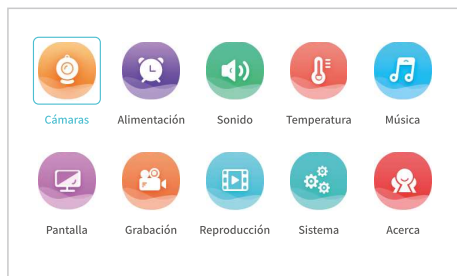 Cámaras Alimentación Sonido Temperatura Música
Pantalla Grabación Reproducción Sistema Acerca